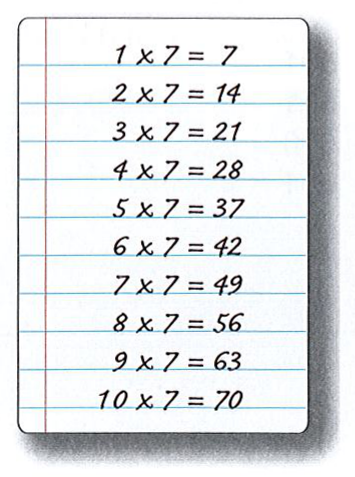 1 x 7 = 7
2 x 7 = 14
3 x 7 = 21
4 x 7 = 28
5 x 7 = 37
6 x 7 = 42
7 x 7 = 49
8 x 7 = 56
9 x 7 = 63
10 x 7 = 70